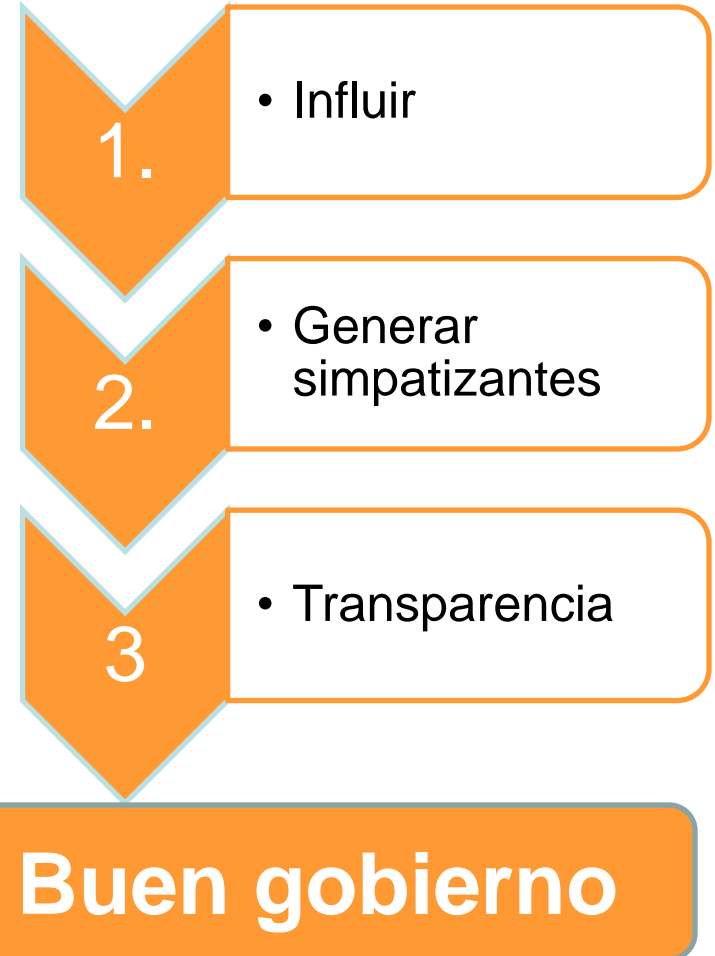 1.
• Influir
2.
• Generar
simpatizantes
3
• Transparencia
Buen gobierno